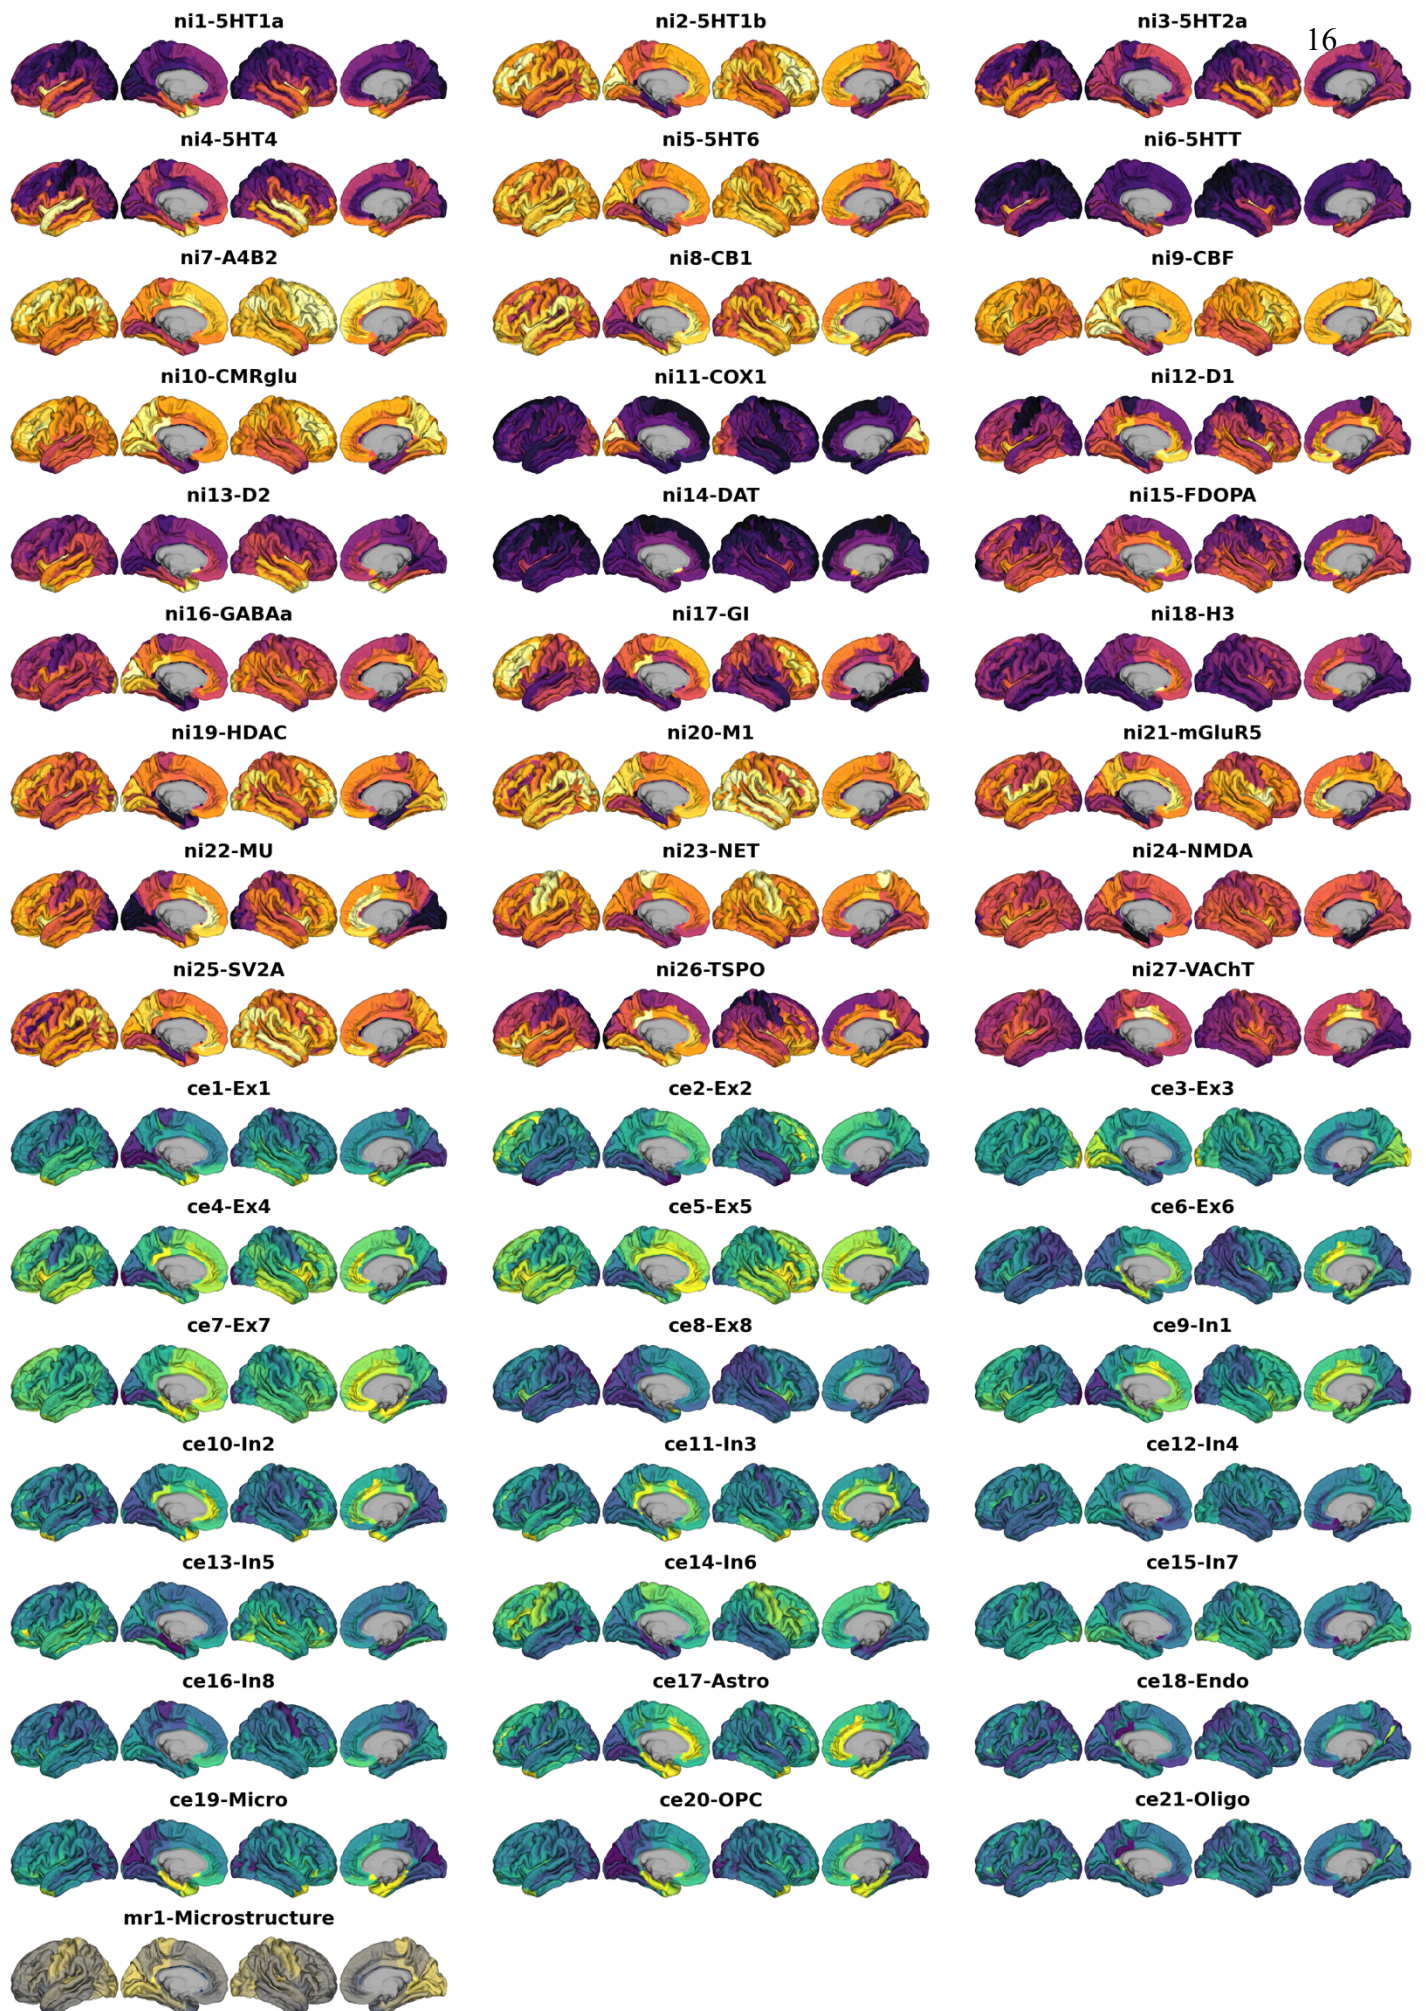 16
ni1-5HT1a ni2-5HT1b ni3-5HT2a
ni4-5HT4 ni5-5HT6 ni6-5HTT
ni7-A4B2 ni8-CB1 ni9-CBF
ni10-CMRglu ni11-COX1 ni12-D1
ni13-D2 ni14-DAT ni15-FDOPA
ni16-GABAa ni17-GI ni18-H3
ni19-HDAC ni20-M1 ni21-mGluR5
ni22-MU ni23-NET ni24-NMDA
ni25-SV2A ni26-TSPO ni27-VAChT
ce1-Ex1 ce2-Ex2 ce3-Ex3
ce4-Ex4 ce5-Ex5 ce6-Ex6
ce7-Ex7 ce8-Ex8 ce9-In1
ce10-In2 ce11-In3 ce12-In4
ce13-In5 ce14-In6 ce15-In7
ce16-In8 ce17-Astro ce18-Endo
ce19-Micro ce20-OPC ce21-Oligo
mr1-Microstructure